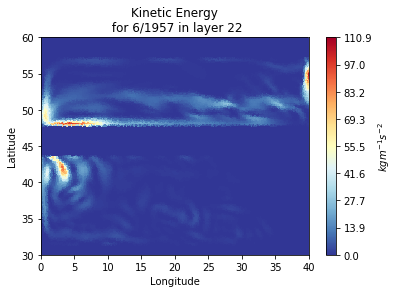 Kinetic Energy
for 6/1957 in layer 22
60
55
50
45
40
35
30
Latitude
0 5 10 15 20 25 30 35 40
Longitude
110.9
97.0
83.2
69.3
55.5
41.6
27.7
13.9
0.0
kgm⁻¹s⁻²